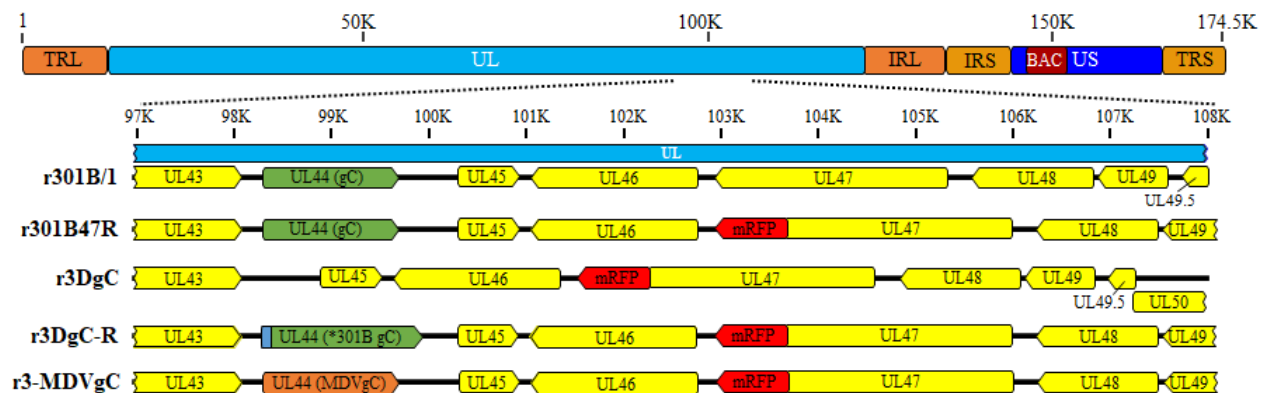 1 50K 100K 150K 174.5K
TRL UL IRL IRS BAC US TRS
97K 98K 99K 100K 101K 102K 103K 104K 105K 106K 107K 108K
UL
r301B/1 UL43 UL44 (gC) UL45 UL46 UL47 UL48 UL49
UL49.5
r301B47R UL43 UL44 (gC) UL45 UL46 mRFP UL47 UL48 UL49
r3DgC UL43 UL45 UL46 mRFP UL47 UL48 UL49
UL49.5 UL50
r3DgC-R UL43 UL44 (*301B gC) UL45 UL46 mRFP UL47 UL48 UL49
r3-MDVgC UL43 UL44 (MDVgC) UL45 UL46 mRFP UL47 UL48 UL49